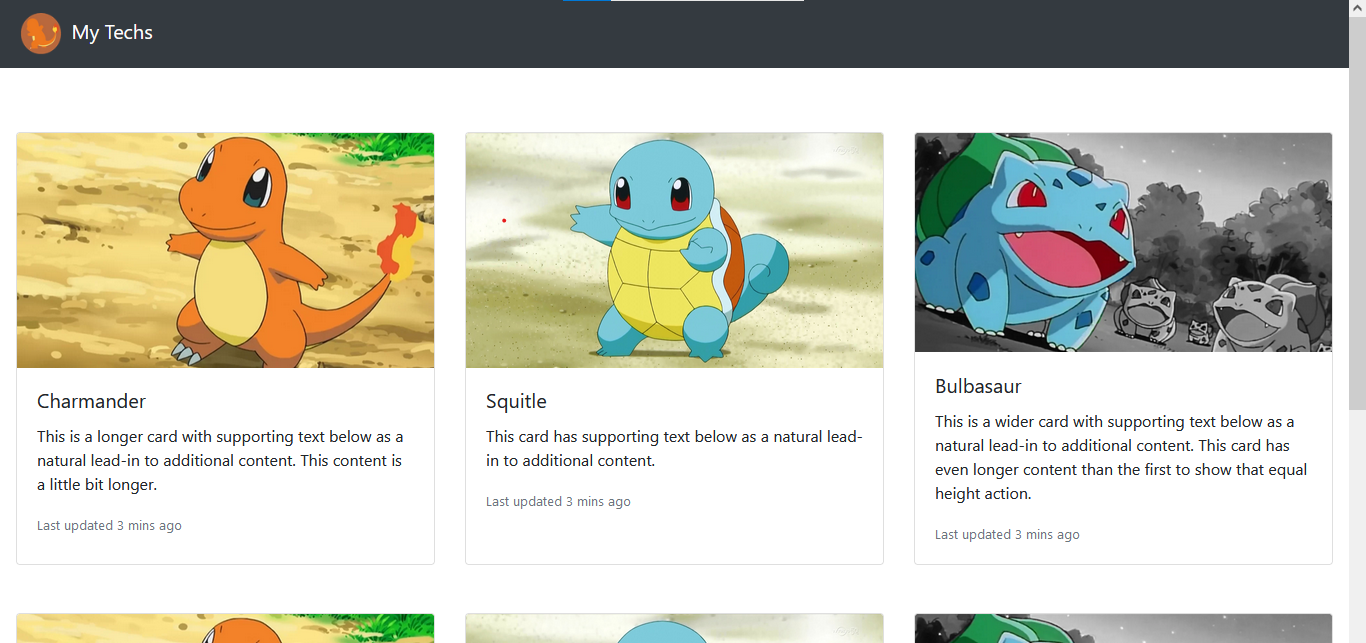 My Techs
Charmander
This is a longer card with supporting text below as a
natural lead-in to additional content. This content is
a little bit longer.
Last updated 3 mins ago
Squitle
This card has supporting text below as a natural lead-
in to additional content.
Last updated 3 mins ago
Bulbasaur
This is a wider card with supporting text below as a
natural lead-in to additional content. This card has
even longer content than the first to show that equal
height action.
Last updated 3 mins ago